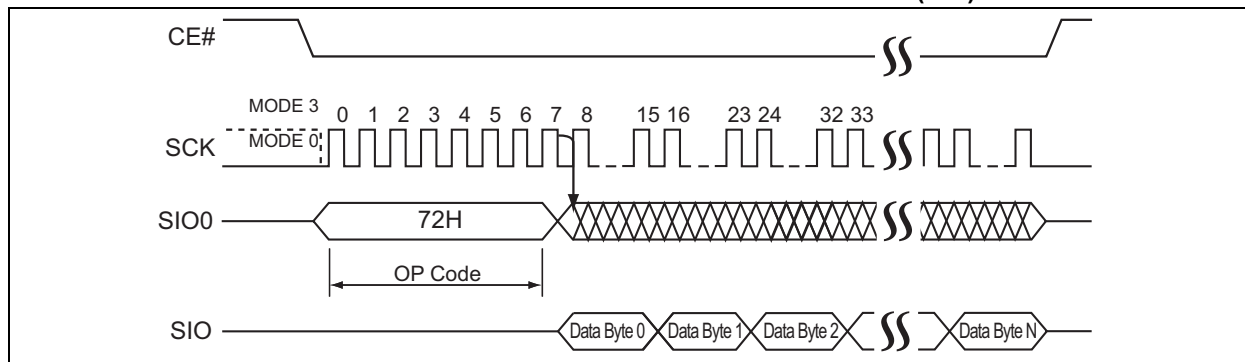 CE#
MODE 3
0 1 2 3 4 5 6 7 8 15 16 23 24 32 33
SCK
MODE 0
SIO0
72H
OP Code
SIO
Data Byte 0
Data Byte 1
Data Byte 2
Data Byte N